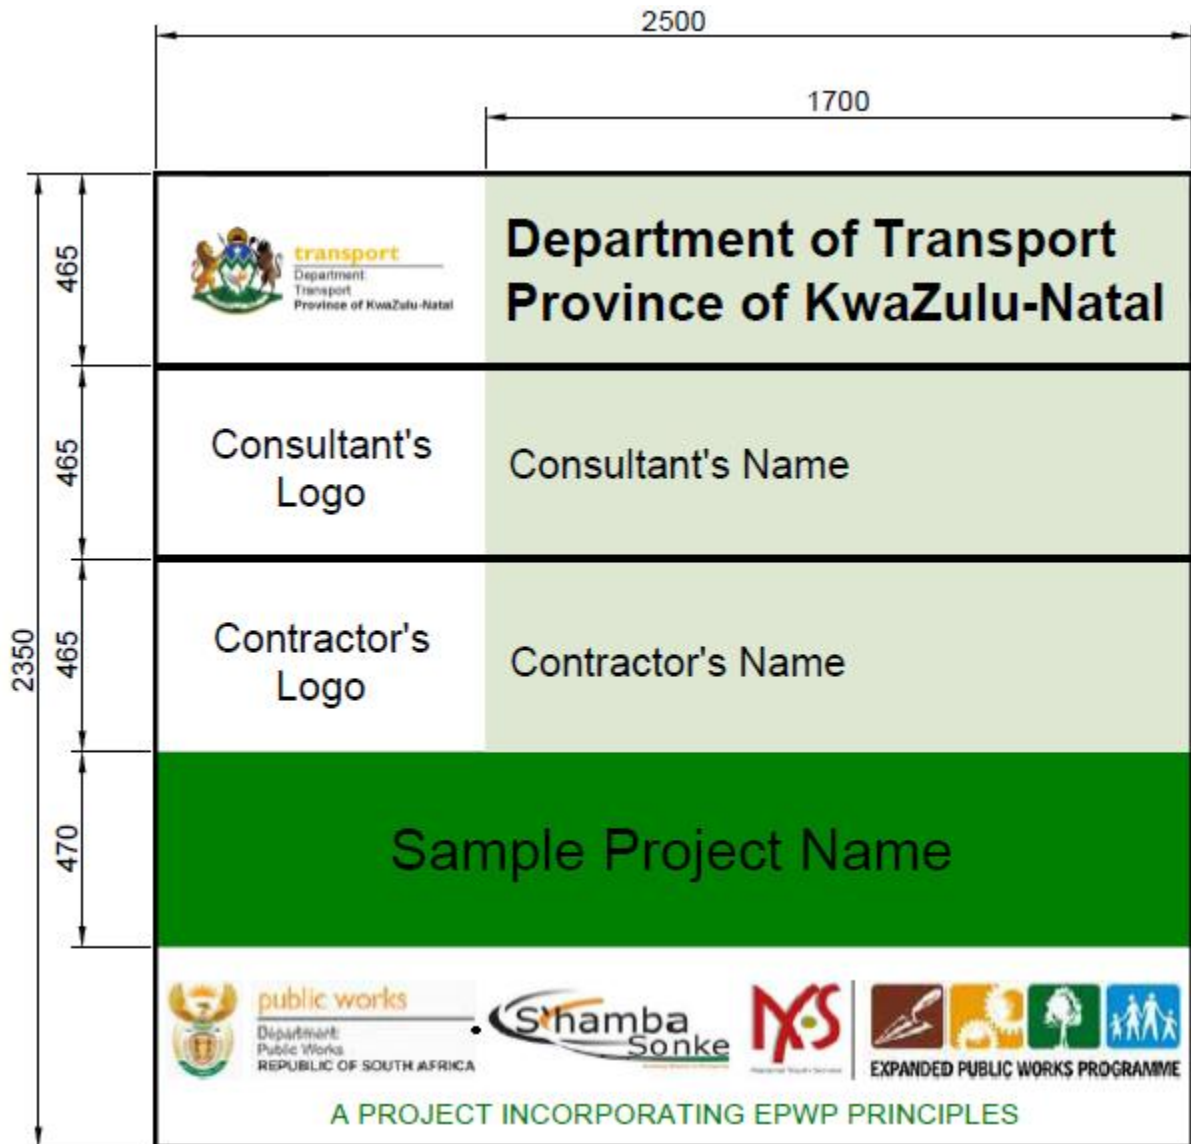 2500
1700
2350
465
transport
Department:
Transport
Province of KwaZulu-Natal
Department of Transport
Province of KwaZulu-Natal
465
Consultant's
Logo
Consultant's Name
465
Contractor's
Logo
Contractor's Name
470
Sample Project Name
public works
Department:
Public Works
REPUBLIC OF SOUTH AFRICA
S'hamba
Sonke
NYS
EXPANDED PUBLIC WORKS PROGRAMME
A PROJECT INCORPORATING EPWP PRINCIPLES